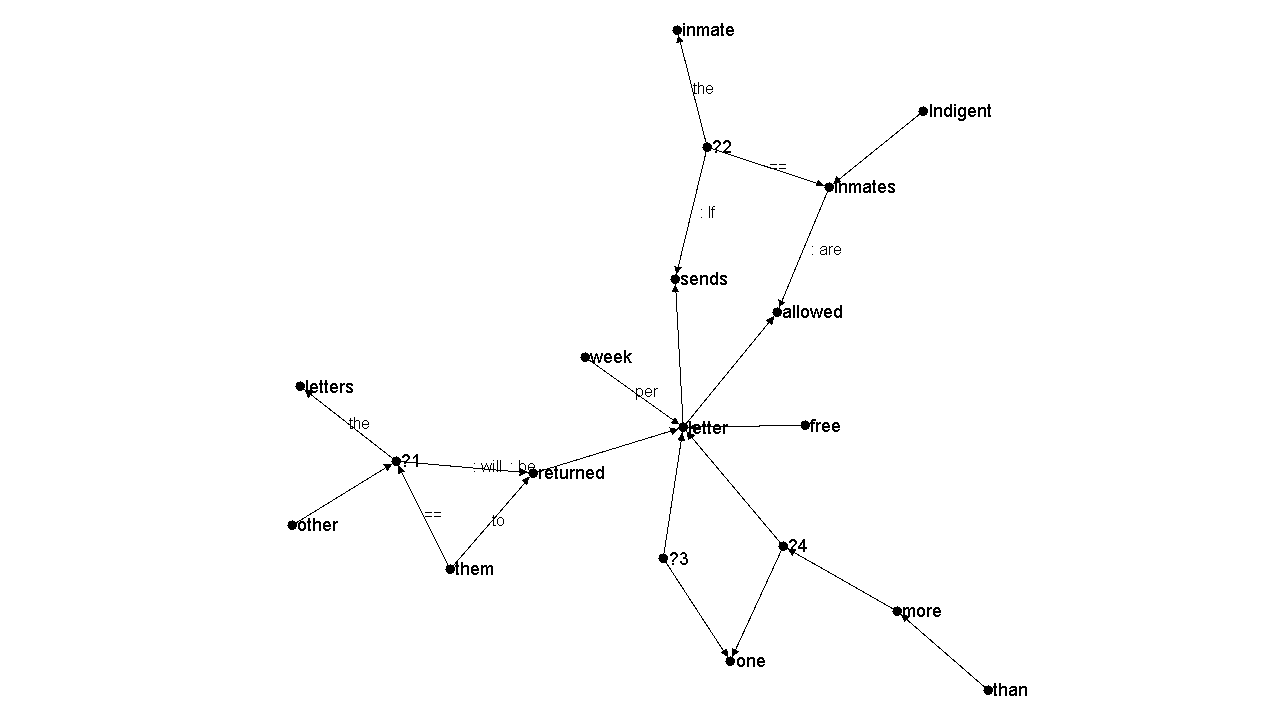 inmate
the
Indigent
?2
==
inmates
: If
: are
sends
allowed
week
letters
per
the
free
letter
?1
: will : be
returned
==
to
other
?4
?3
them
more
one
than